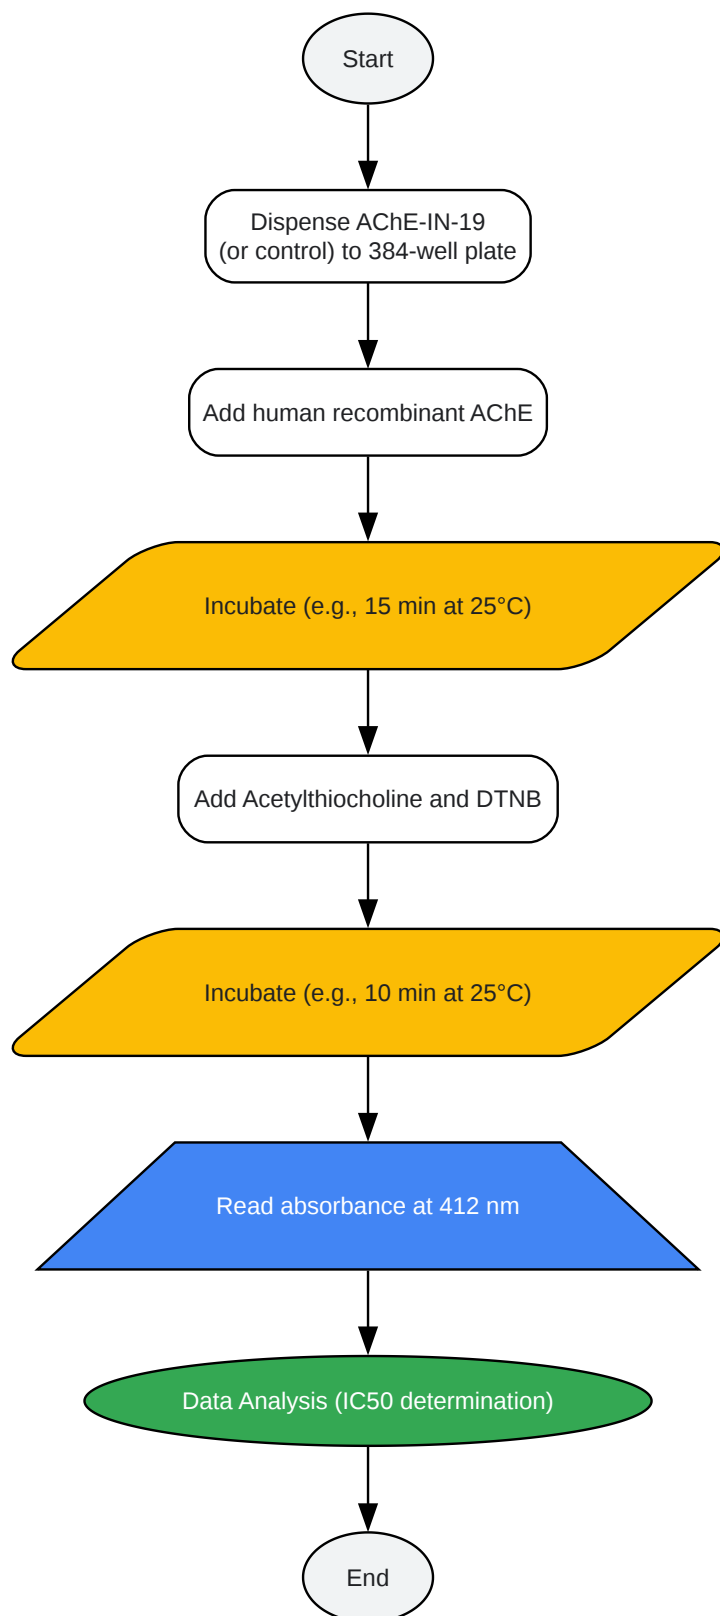 Start
Dispense AChE-IN-19
(or control) to 384-well plate
Add human recombinant AChE
Incubate (e.g., 15 min at 25°C)
Add Acetylthiocholine and DTNB
Incubate (e.g., 10 min at 25°C)
Read absorbance at 412 nm
Data Analysis (IC50 determination)
End